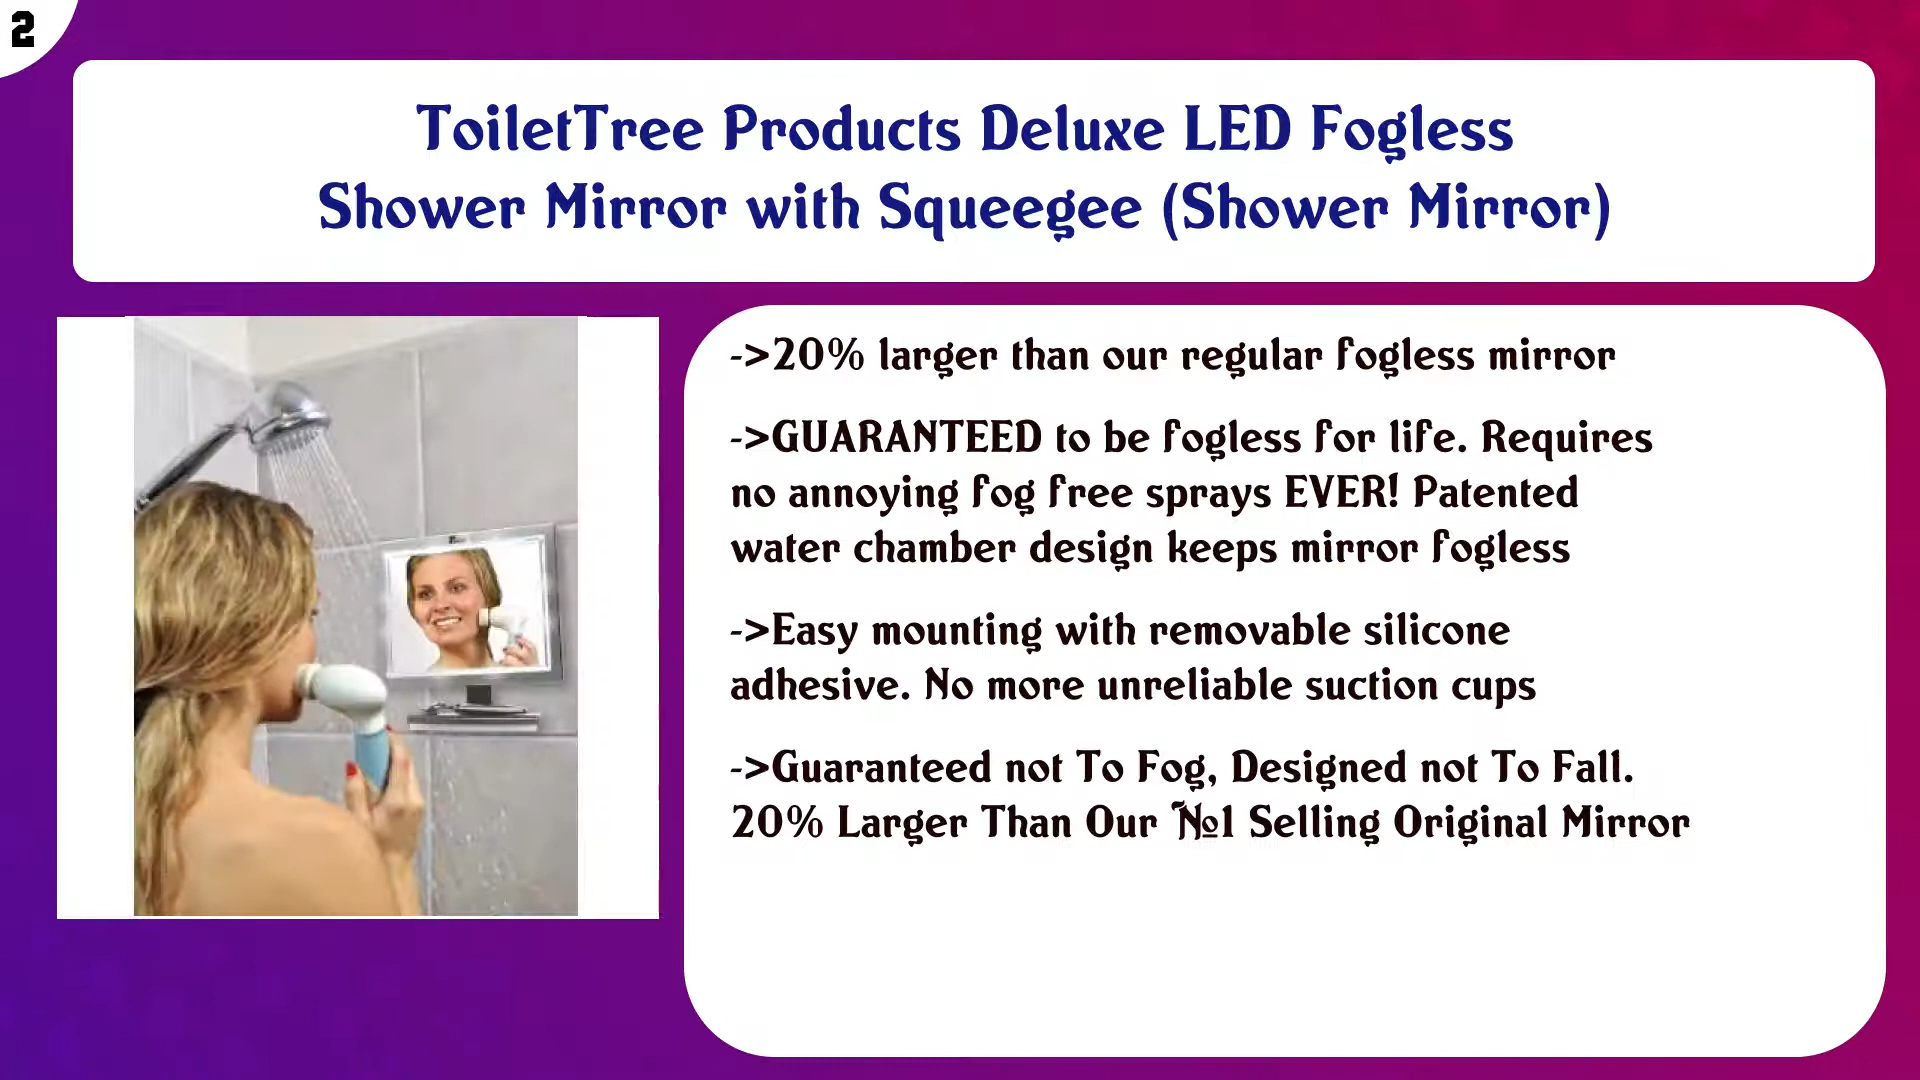 2
ToiletTree Products Deluxe LED Fogless
Shower Mirror with Squeegee (Shower Mirror)
->20% larger than our regular fogless mirror
->GUARANTEED to be fogless for life. Requires
no annoying fog free sprays EVER! Patented
water chamber design keeps mirror fogless
->Easy mounting with removable silicone
adhesive. No more unreliable suction cups
->Guaranteed not To Fog, Designed not To Fall.
20% Larger Than Our №1 Selling Original Mirror